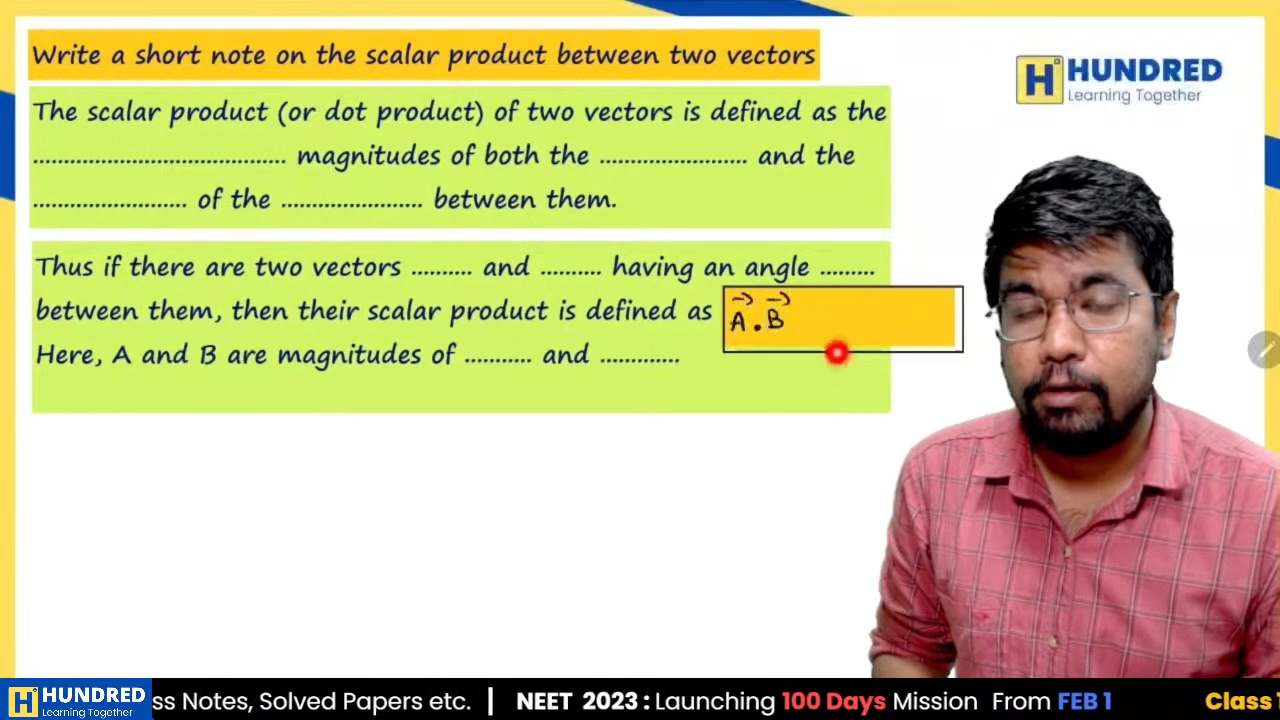 Write a short note on the scalar product between two vectors
HUNDRED
Learning Together
The scalar product (or dot product) of two vectors is defined as the
.......................................... magnitudes of both the ........................ and the
.......................... of the ........................ between them.
Thus if there are two vectors .......... and .......... having an angle .........
between them, then their scalar product is defined as A⃗ . B⃗
Here, A and B are magnitudes of ........... and .............
HUNDRED
Learning Together
ss Notes, Solved Papers etc. | NEET 2023 : Launching 100 Days Mission From FEB 1 Class